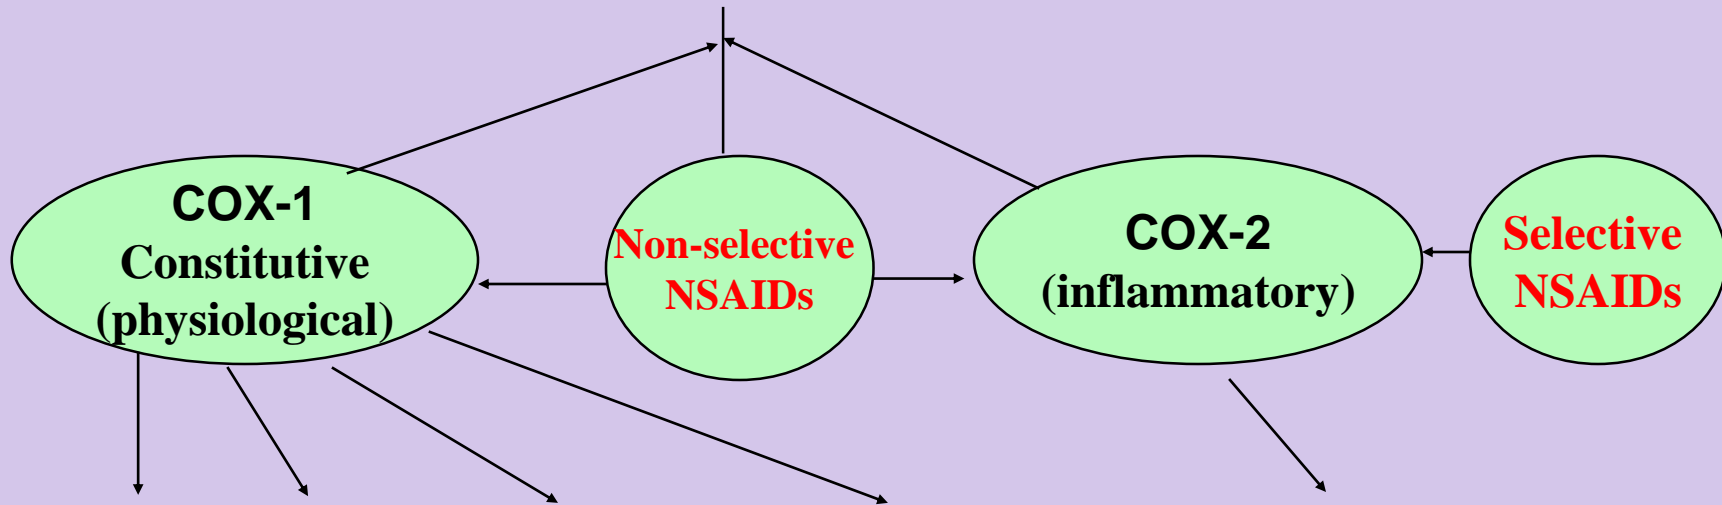 COX-1
Constitutive
(physiological)
Non-selective
NSAIDs
COX-2
(inflammatory)
Selective
NSAIDs